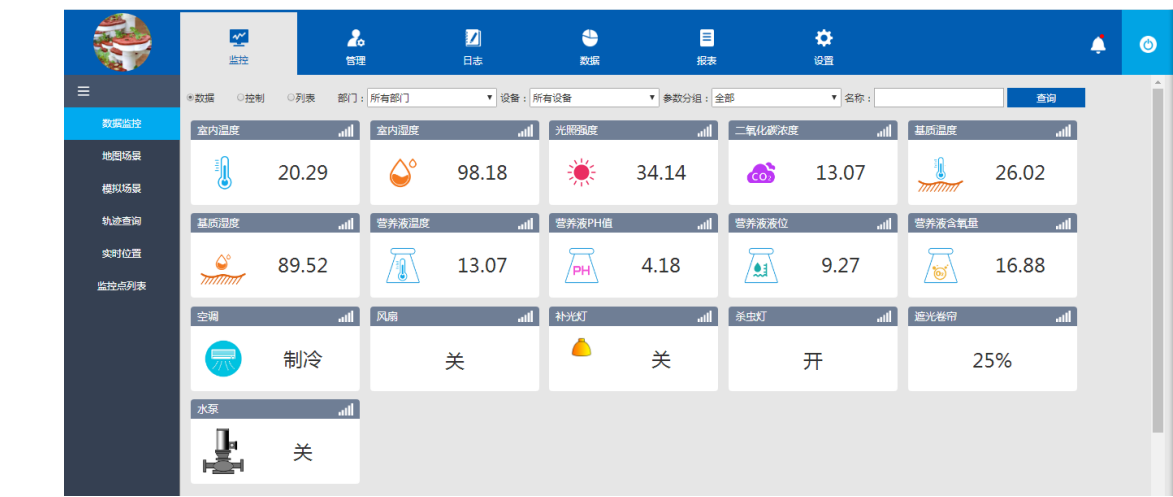 监控
管理
日志
数据
报表
设置
数据 控制 列表 部门： 所有部门 设备： 所有设备 参数分组： 全部 名称： 查询
数据监控
地图场景
模拟场景
轨迹查询
实时位置
监控点列表
室内温度 室内湿度 光照强度 二氧化碳浓度 基质温度
20.29 98.18 34.14 CO₂ 13.07 26.02
基质湿度 营养液温度 营养液PH值 营养液液位 营养液含氧量
89.52 13.07 PH 4.18 9.27 O₂ 16.88
空调 风扇 补光灯 杀虫灯 遮光卷帘
制冷 关 关 开 25%
水泵
关